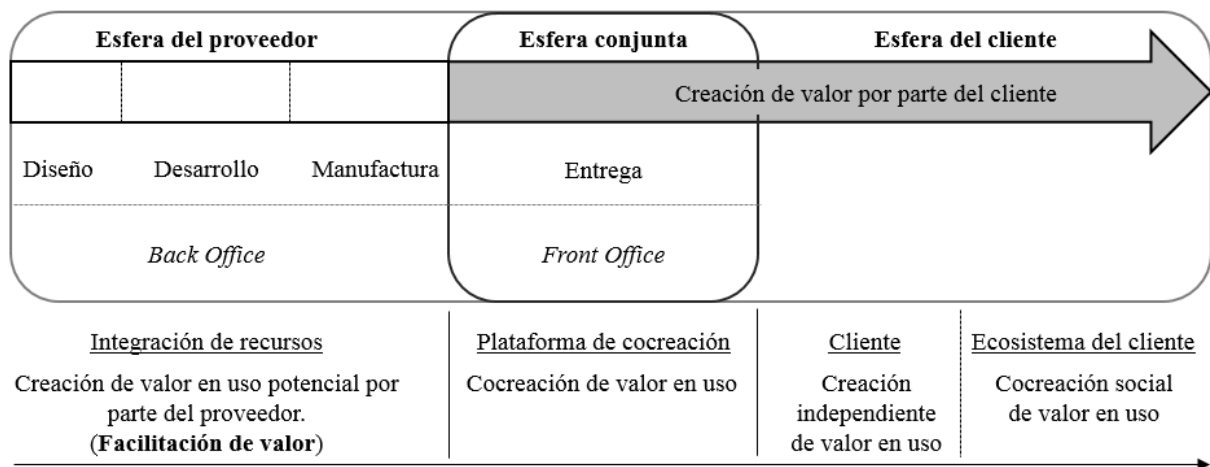 Esfera del proveedor
Esfera conjunta
Esfera del cliente
Creación de valor por parte del cliente
Diseño
Desarrollo
Manufactura
Entrega
Back Office
Front Office
Integración de recursos
Creación de valor en uso potencial por
parte del proveedor.
(Facilitación de valor)
Plataforma de cocreación
Cocreación de valor en uso
Cliente
Creación
independiente
de valor en uso
Ecosistema del cliente
Cocreación social
de valor en uso